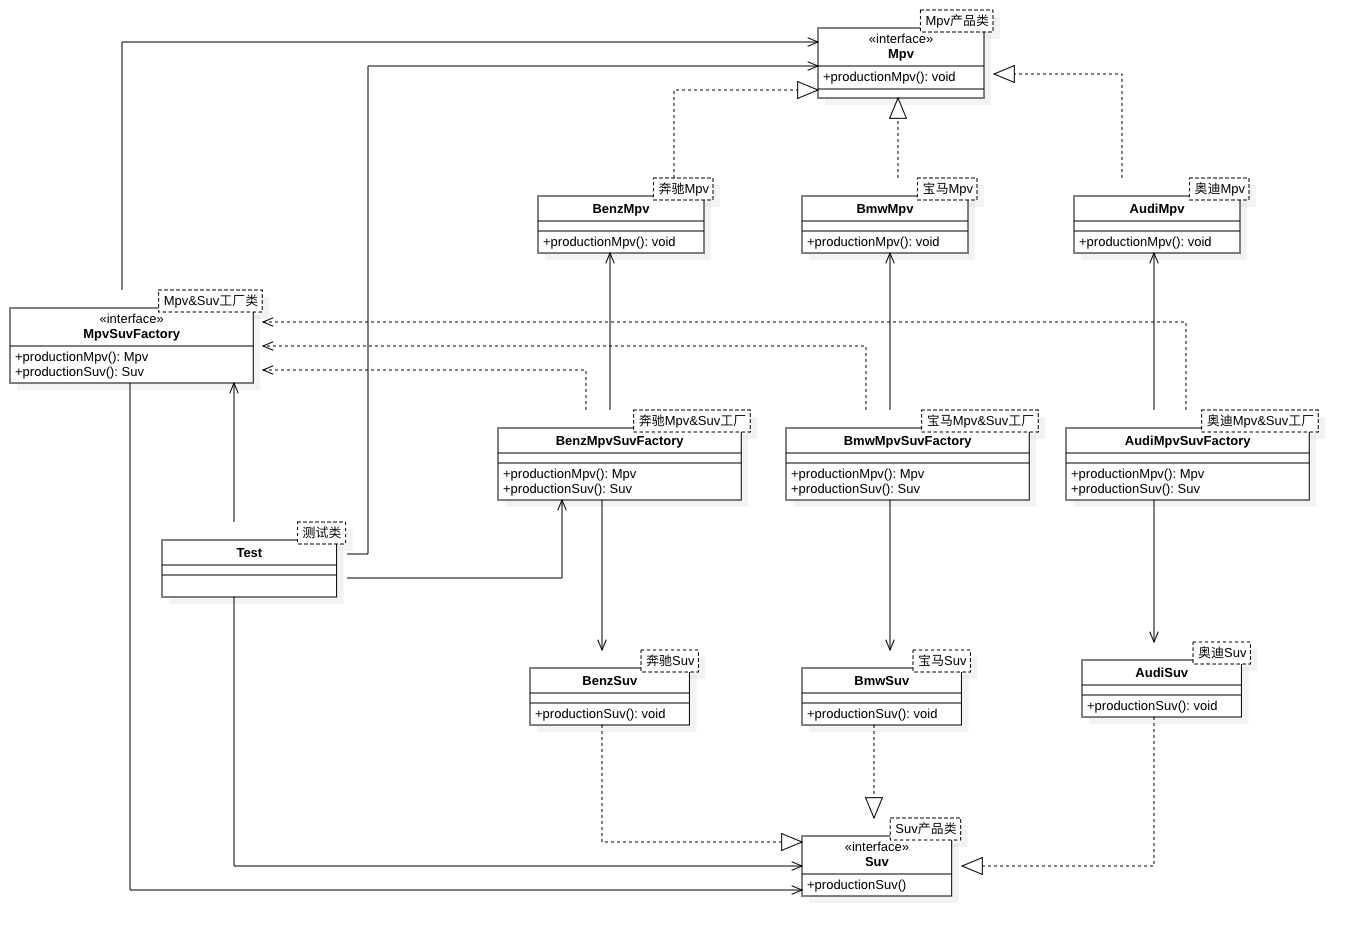 Mpv产品类
«interface»
Mpv
+productionMpv(): void
奔驰Mpv
BenzMpv
+productionMpv(): void
宝马Mpv
BmwMpv
+productionMpv(): void
奥迪Mpv
AudiMpv
+productionMpv(): void
Mpv&Suv工厂类
«interface»
MpvSuvFactory
+productionMpv(): Mpv
+productionSuv(): Suv
奔驰Mpv&Suv工厂
BenzMpvSuvFactory
+productionMpv(): Mpv
+productionSuv(): Suv
宝马Mpv&Suv工厂
BmwMpvSuvFactory
+productionMpv(): Mpv
+productionSuv(): Suv
奥迪Mpv&Suv工厂
AudiMpvSuvFactory
+productionMpv(): Mpv
+productionSuv(): Suv
测试类
Test
奔驰Suv
BenzSuv
+productionSuv(): void
宝马Suv
BmwSuv
+productionSuv(): void
奥迪Suv
AudiSuv
+productionSuv(): void
Suv产品类
«interface»
Suv
+productionSuv()